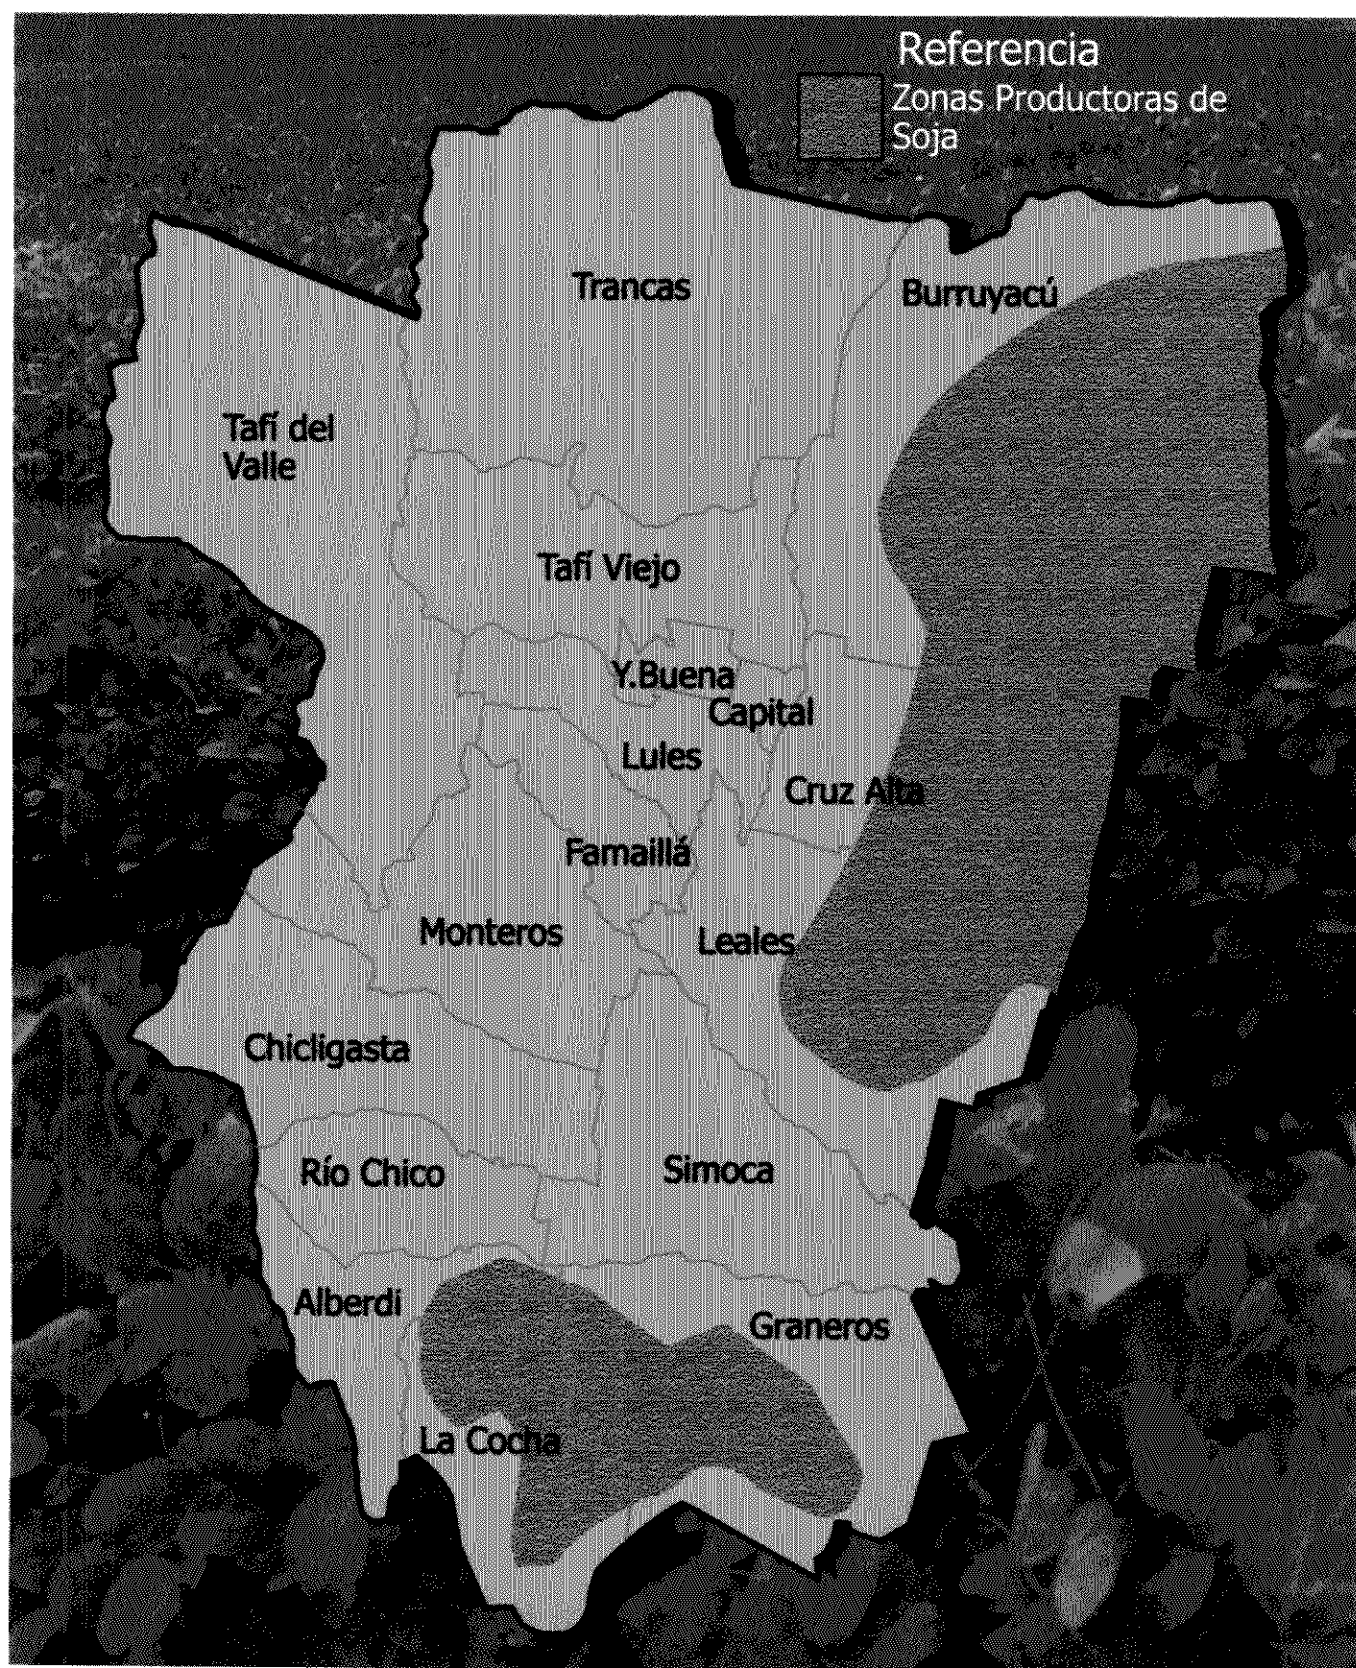 Referencia
Zonas Productoras de
Soja
Trancas
Burruyacú
Tafí del
Valle
Tafí Viejo
Y.Buena
Capital
Lules
Cruz Alta
Famaillá
Monteros
Leales
Chicligasta
Río Chico
Simoca
Alberdi
Graneros
La Cocha